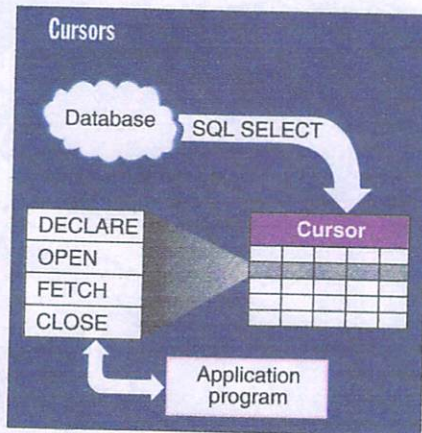 Cursors
Database
SQL SELECT
DECLARE
OPEN
FETCH
CLOSE
Cursor
Application
program